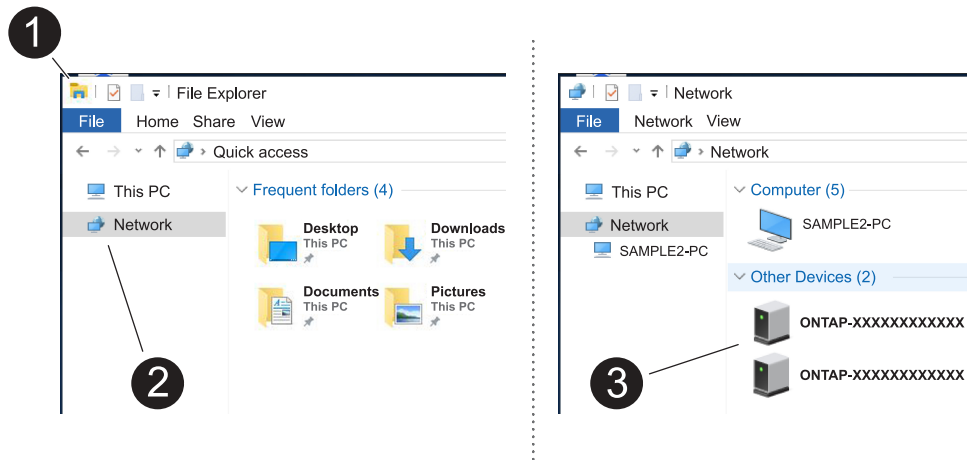 1
File Explorer
File Home Share View
Quick access
This PC
Network
Frequent folders (4)
Desktop
This PC
Downloads
This PC
Documents
This PC
Pictures
This PC
2
Network
File Network View
Network
This PC
Network
SAMPLE2-PC
Computer (5)
SAMPLE2-PC
Other Devices (2)
ONTAP-XXXXXXXXXXXX
ONTAP-XXXXXXXXXXXX
3